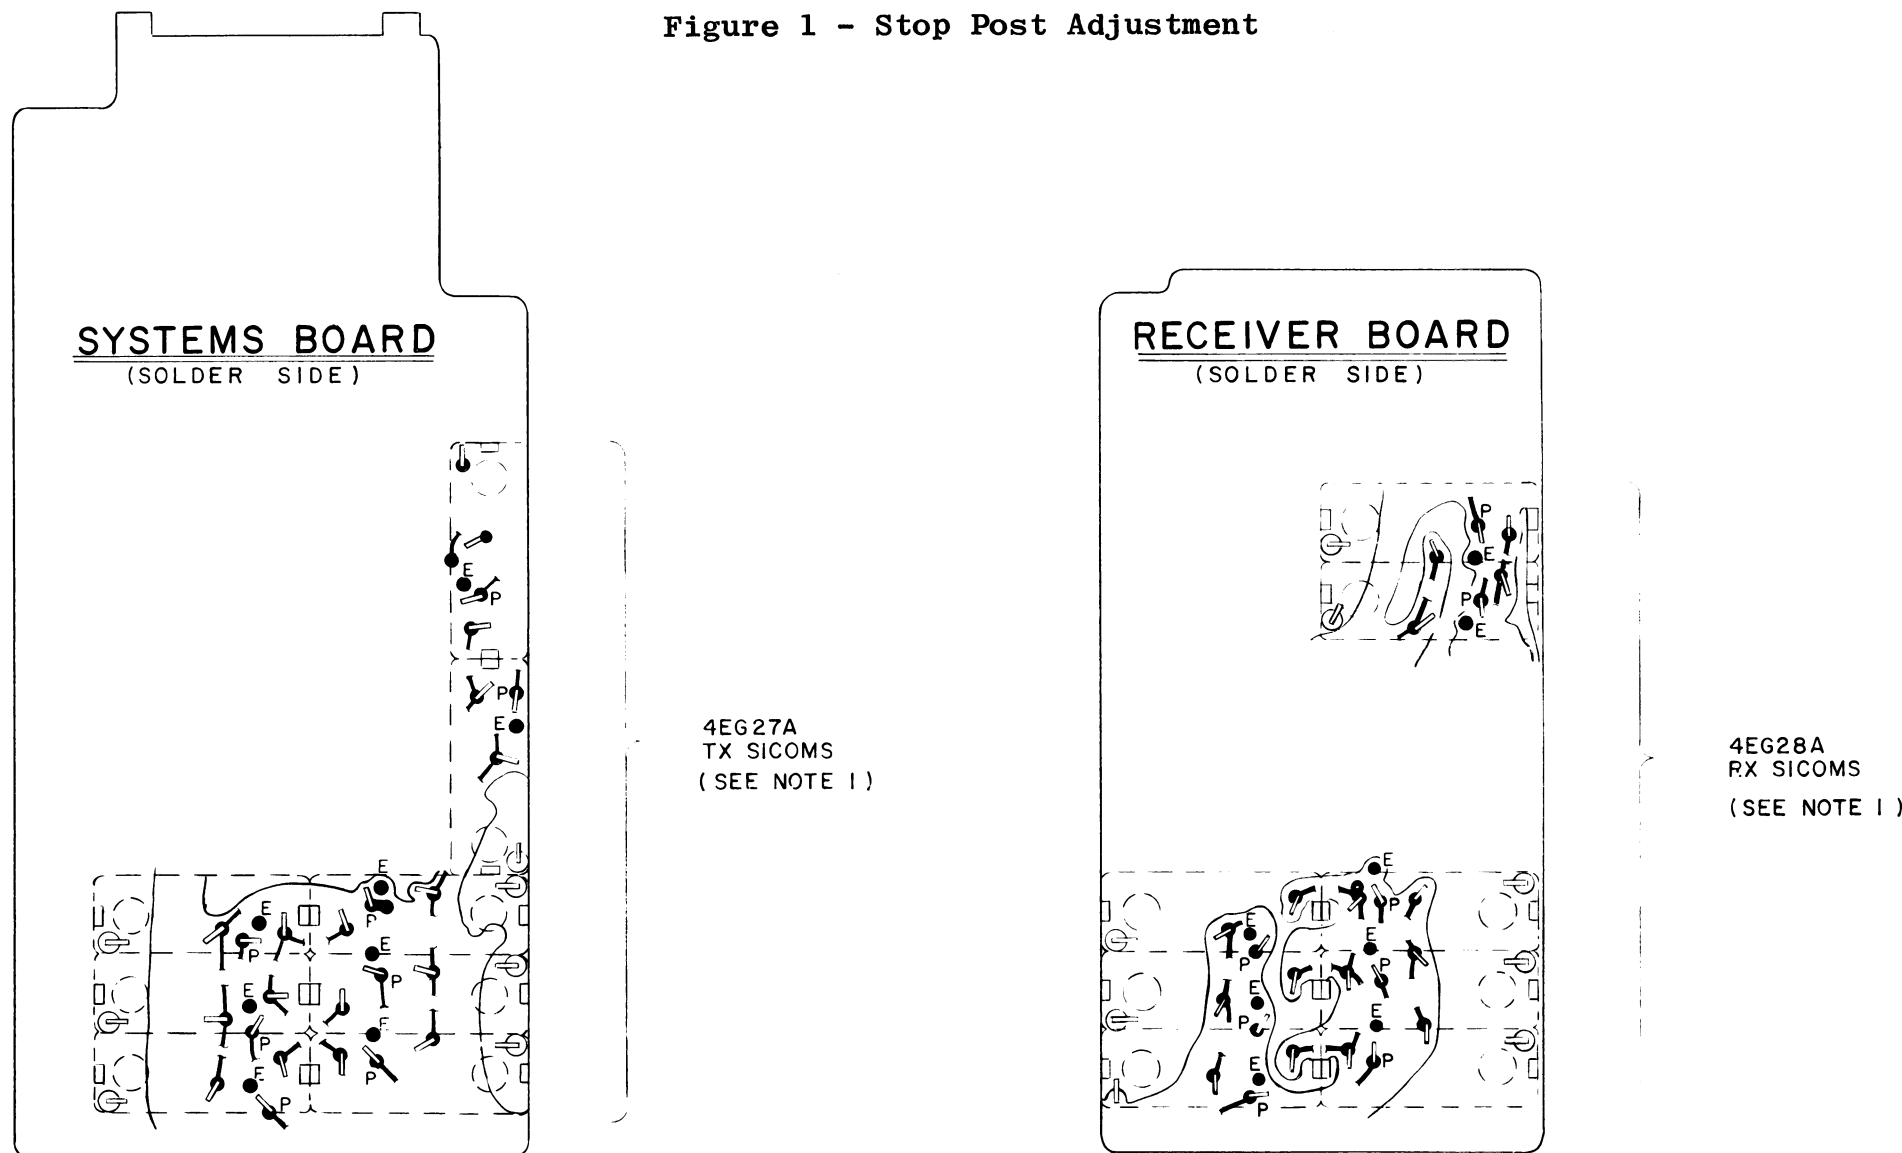 Figure 1 - Stop Post Adjustment
SYSTEMS BOARD
(SOLDER SIDE)
E
P
P
E
4EG27A
TX SICOMS
(SEE NOTE 1)
E
E
P
P
E
P
E
E
P
P
E
P
RECEIVER BOARD
(SOLDER SIDE)
P
E
P
E
4EG28A
RX SICOMS
(SEE NOTE 1)
E
E
P
P
E
P
E
P
E
P
E
P